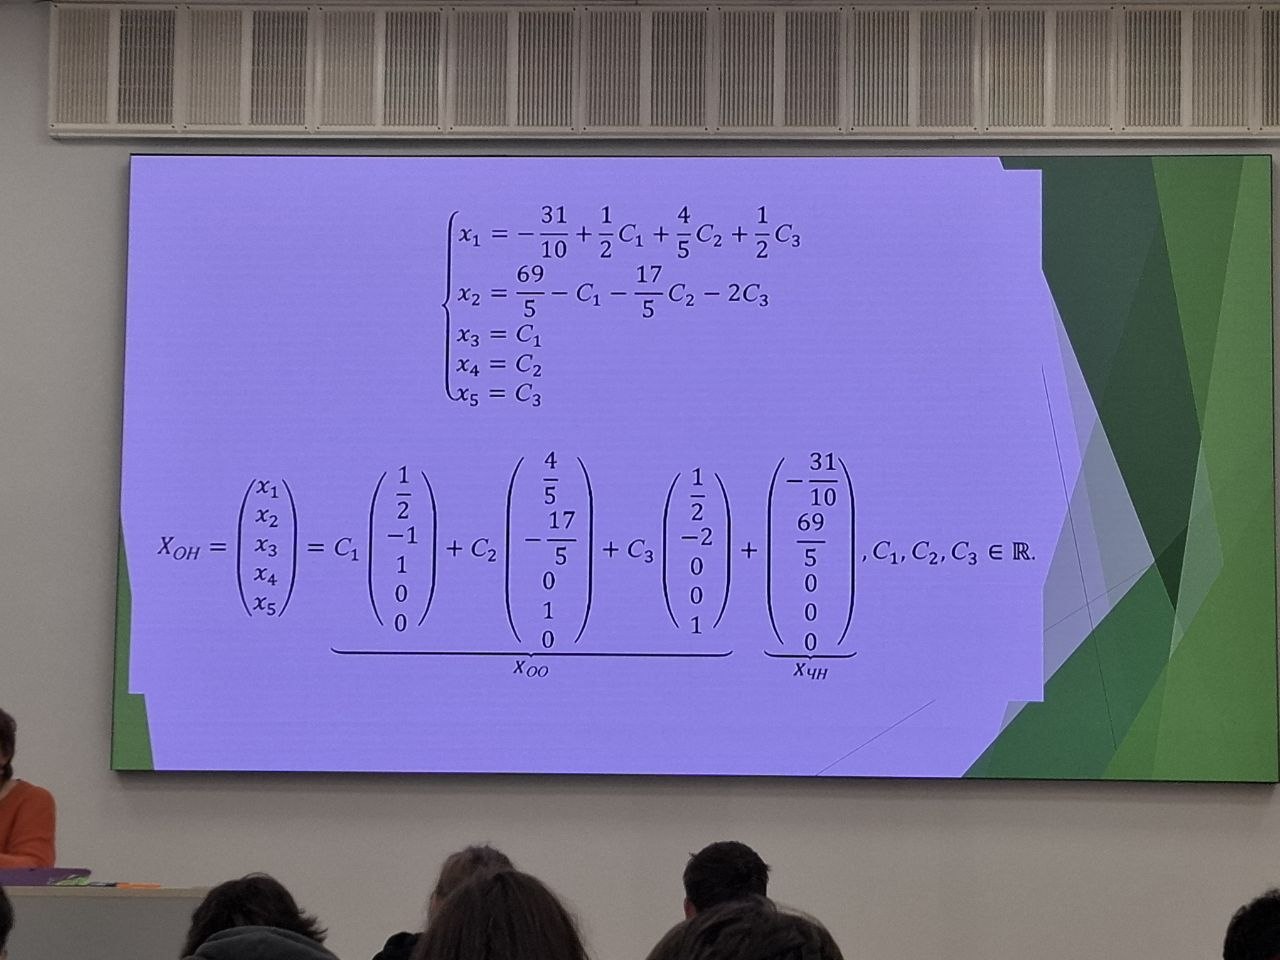 x₁ = −31/10 + 1/2 C₁ + 4/5 C₂ + 1/2 C₃
x₂ = 69/5 − C₁ − 17/5 C₂ − 2C₃
x₃ = C₁
x₄ = C₂
x₅ = C₃
X_ОН = (x₁ x₂ x₃ x₄ x₅) = C₁ (1/2 −1 1 0 0) + C₂ (4/5 −17/5 0 1 0) + C₃ (1/2 −2 0 0 1) + (−31/10 69/5 0 0 0), C₁, C₂, C₃ ∈ ℝ.
X_ОО X_ЧН